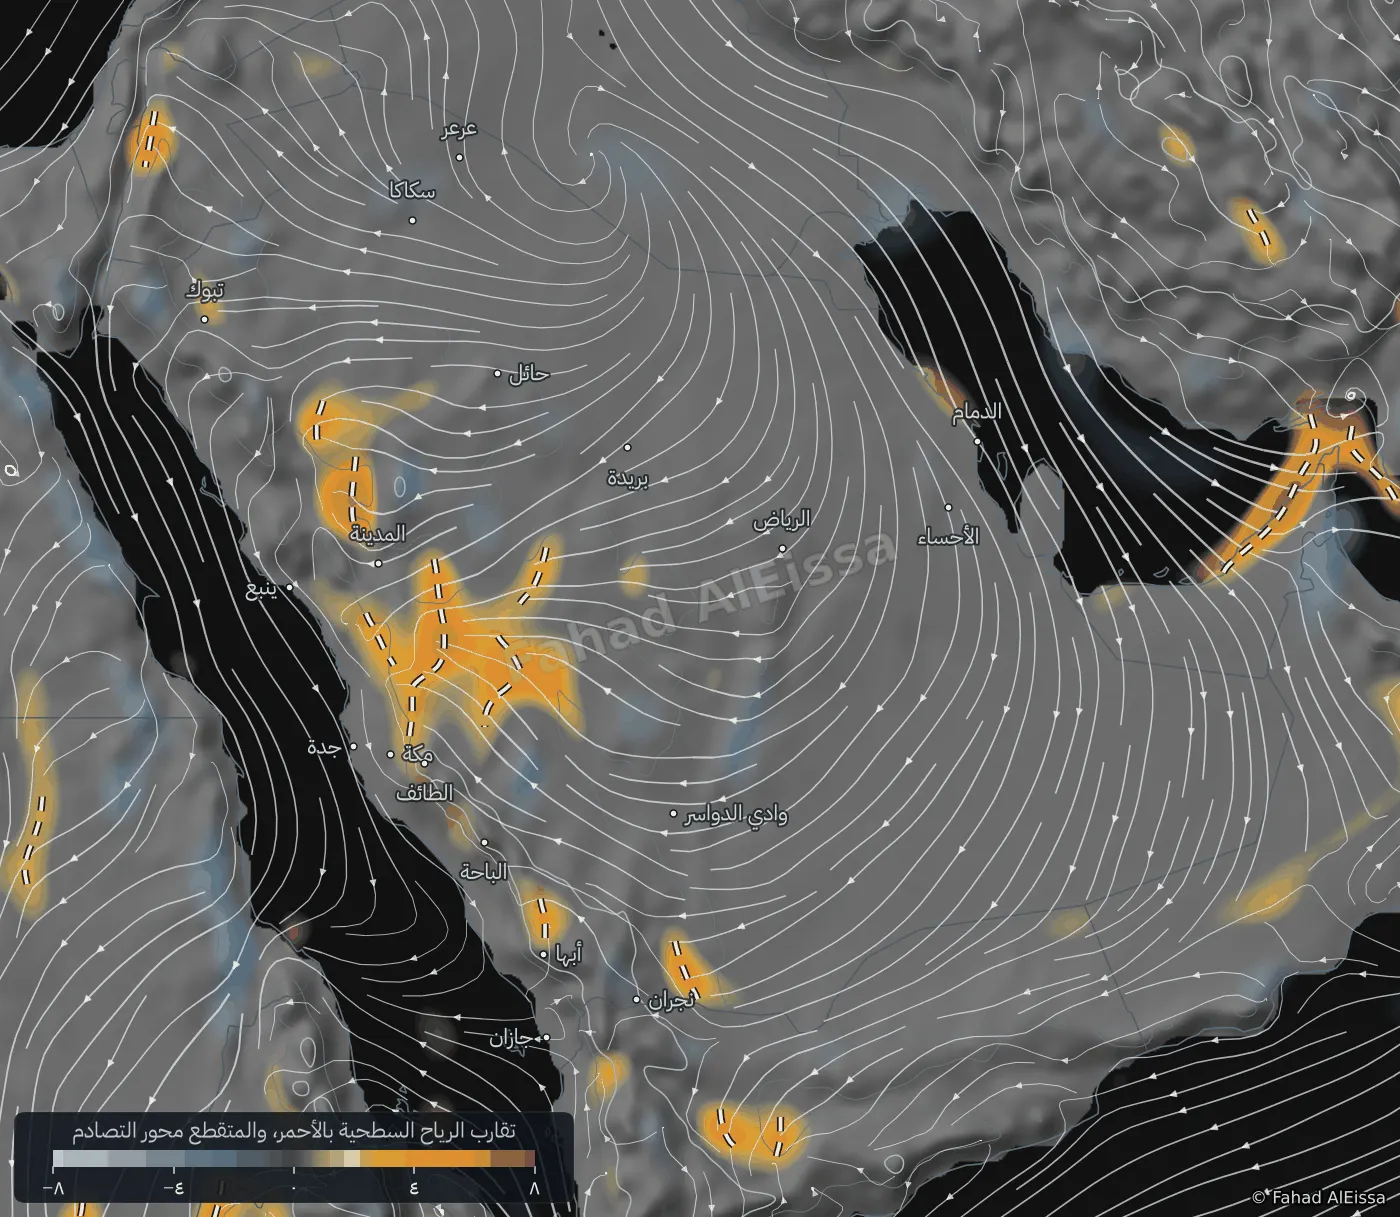 عرعر
سكاكا
تبوك
حائل
الدمام
بريدة
الرياض
الأحساء
المدينة
ينبع
Fahad AlEissa
جدة
مكة
الطائف
وادي الدواسر
الباحة
أبها
نجران
جازان
تقارب الرياح السطحية بالأحمر، والمتقطع محور التصادم
−٨ −٤ ٠ ٤ ٨
© Fahad AlEissa